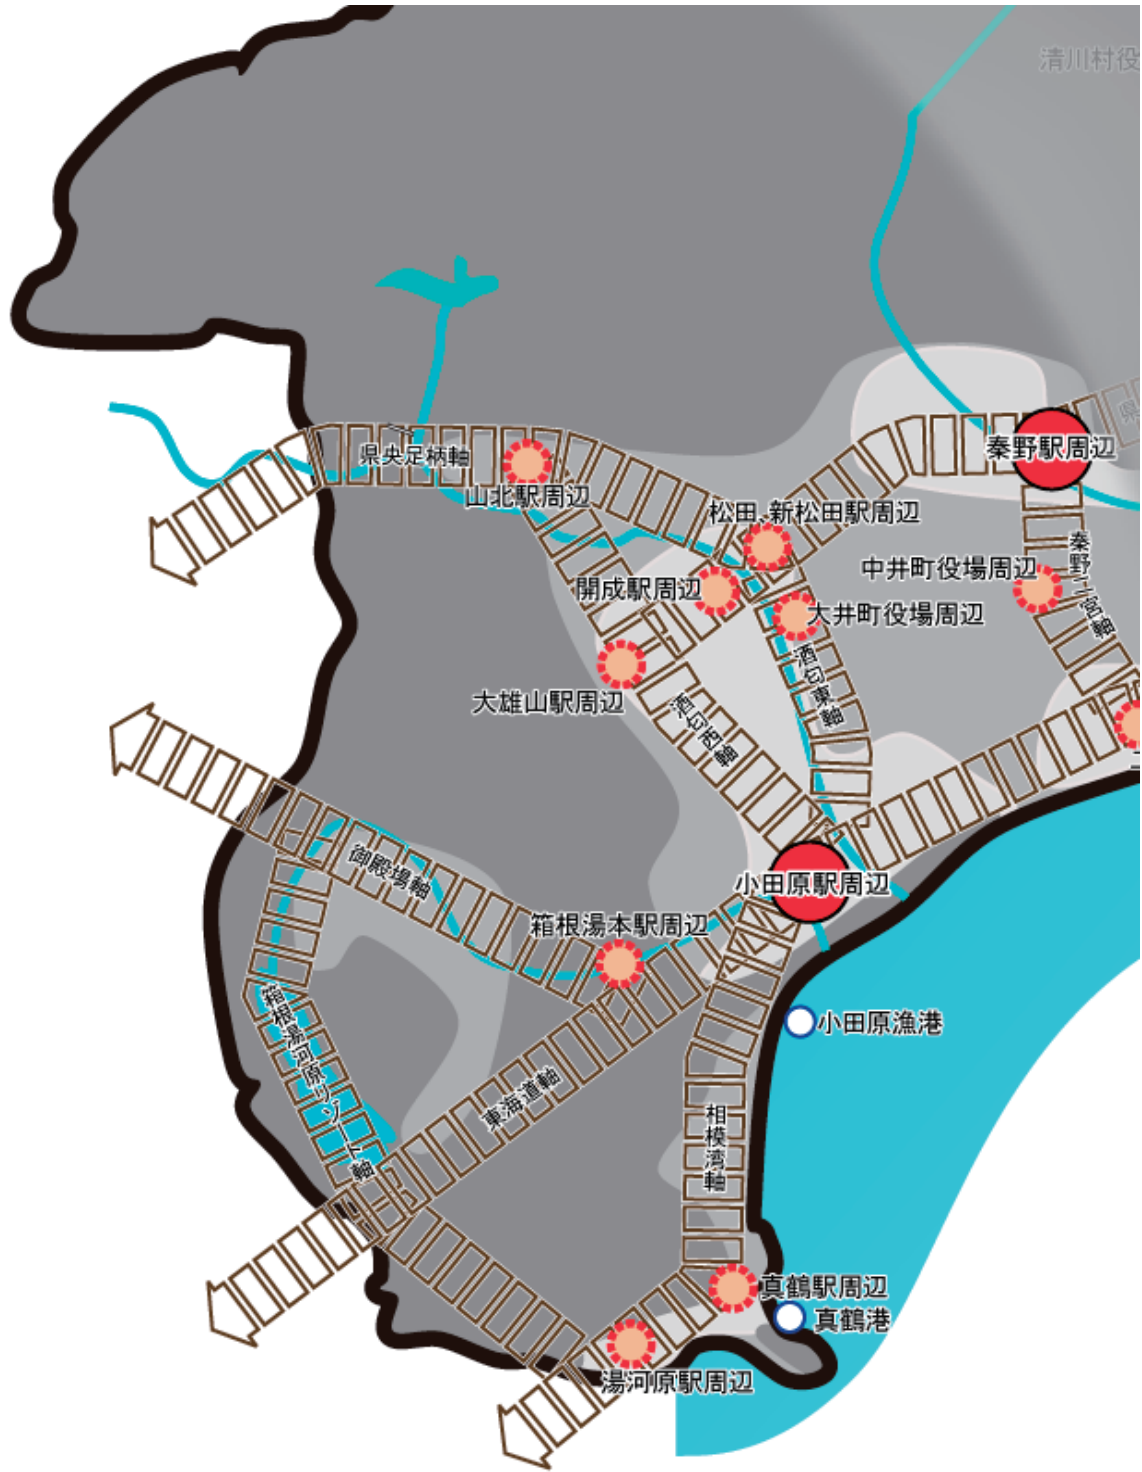 清川村役
県
県央足柄軸
秦野駅周辺
山北駅周辺
松田、新松田駅周辺
中井町役場周辺
秦野二宮軸
開成駅周辺
大井町役場周辺
大雄山駅周辺
酒匂東軸
酒匂西軸
御殿場軸
小田原駅周辺
箱根湯本駅周辺
箱根湯河原リゾート軸
小田原漁港
東海道軸
相模湾軸
真鶴駅周辺
真鶴港
湯河原駅周辺